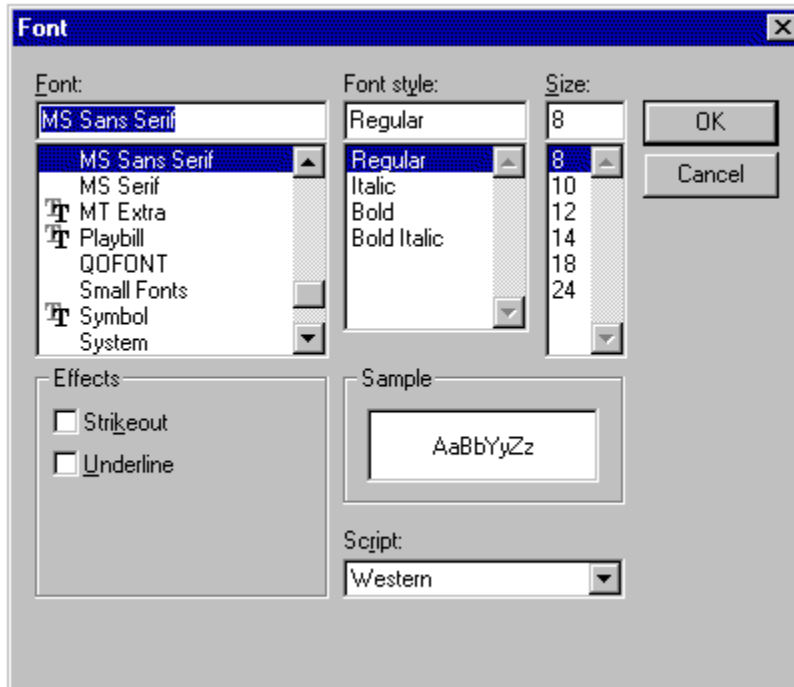 Font
Font:
MS Sans Serif
MS Sans Serif
MS Serif
MT Extra
Playbill
QOFONT
Small Fonts
Symbol
System
Font style:
Regular
Regular
Italic
Bold
Bold Italic
Size:
8
8
10
12
14
18
24
OK
Cancel
Effects
Strikeout
Underline
Sample
AaBbYyZz
Script:
Western